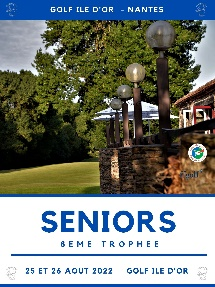 GOLF ILE D'OR - NANTES
SENIORS
8EME TROPHEE
25 ET 26 AOUT 2022 GOLF ILE D'OR